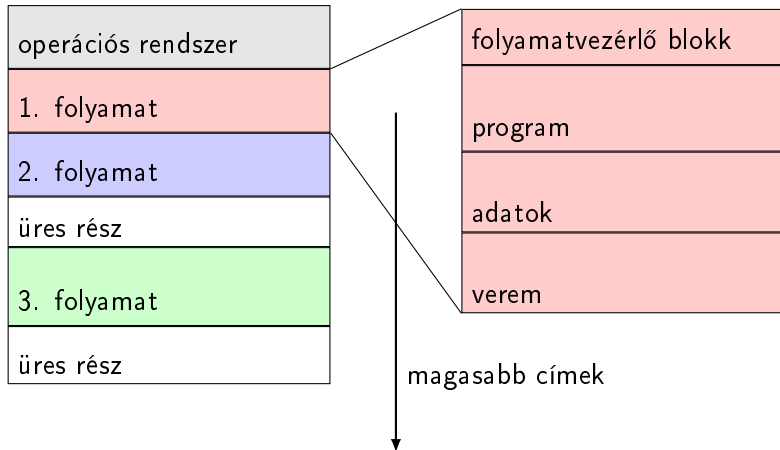 operációs rendszer
1. folyamat
2. folyamat
üres rész
3. folyamat
üres rész
folyamatvezérlő blokk
program
adatok
verem
magasabb címek